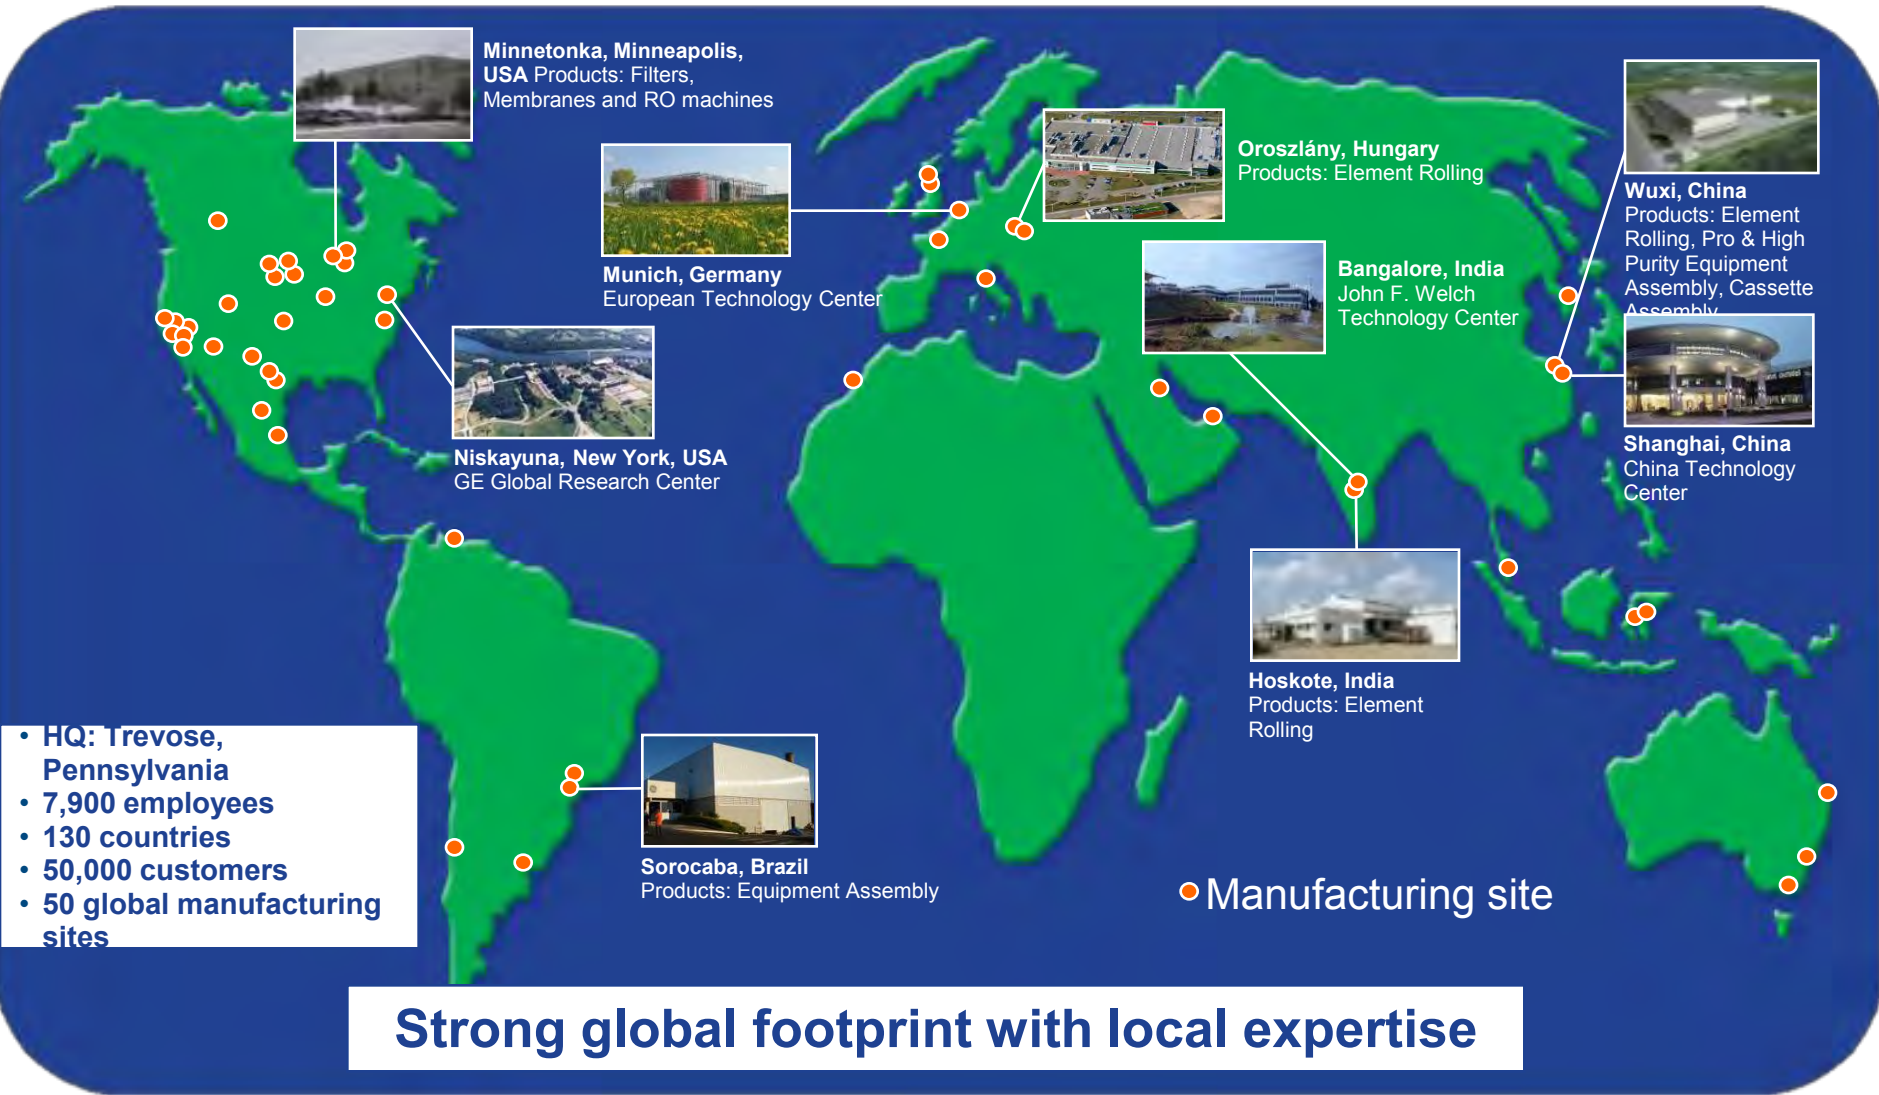 Minnetonka, Minneapolis,
USA Products: Filters,
Membranes and RO machines
Munich, Germany
European Technology Center
Oroszlány, Hungary
Products: Element Rolling
Bangalore, India
John F. Welch
Technology Center
Wuxi, China
Products: Element
Rolling, Pro & High
Purity Equipment
Assembly, Cassette
Assembly
Shanghai, China
China Technology
Center
Niskayuna, New York, USA
GE Global Research Center
Hoskote, India
Products: Element
Rolling
Sorocaba, Brazil
Products: Equipment Assembly
• HQ: Trevose,
Pennsylvania
• 7,900 employees
• 130 countries
• 50,000 customers
• 50 global manufacturing
sites
Manufacturing site
Strong global footprint with local expertise